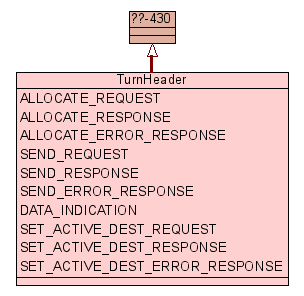 ??-430
TurnHeader
ALLOCATE_REQUEST
ALLOCATE_RESPONSE
ALLOCATE_ERROR_RESPONSE
SEND_REQUEST
SEND_RESPONSE
SEND_ERROR_RESPONSE
DATA_INDICATION
SET_ACTIVE_DEST_REQUEST
SET_ACTIVE_DEST_RESPONSE
SET_ACTIVE_DEST_ERROR_RESPONSE